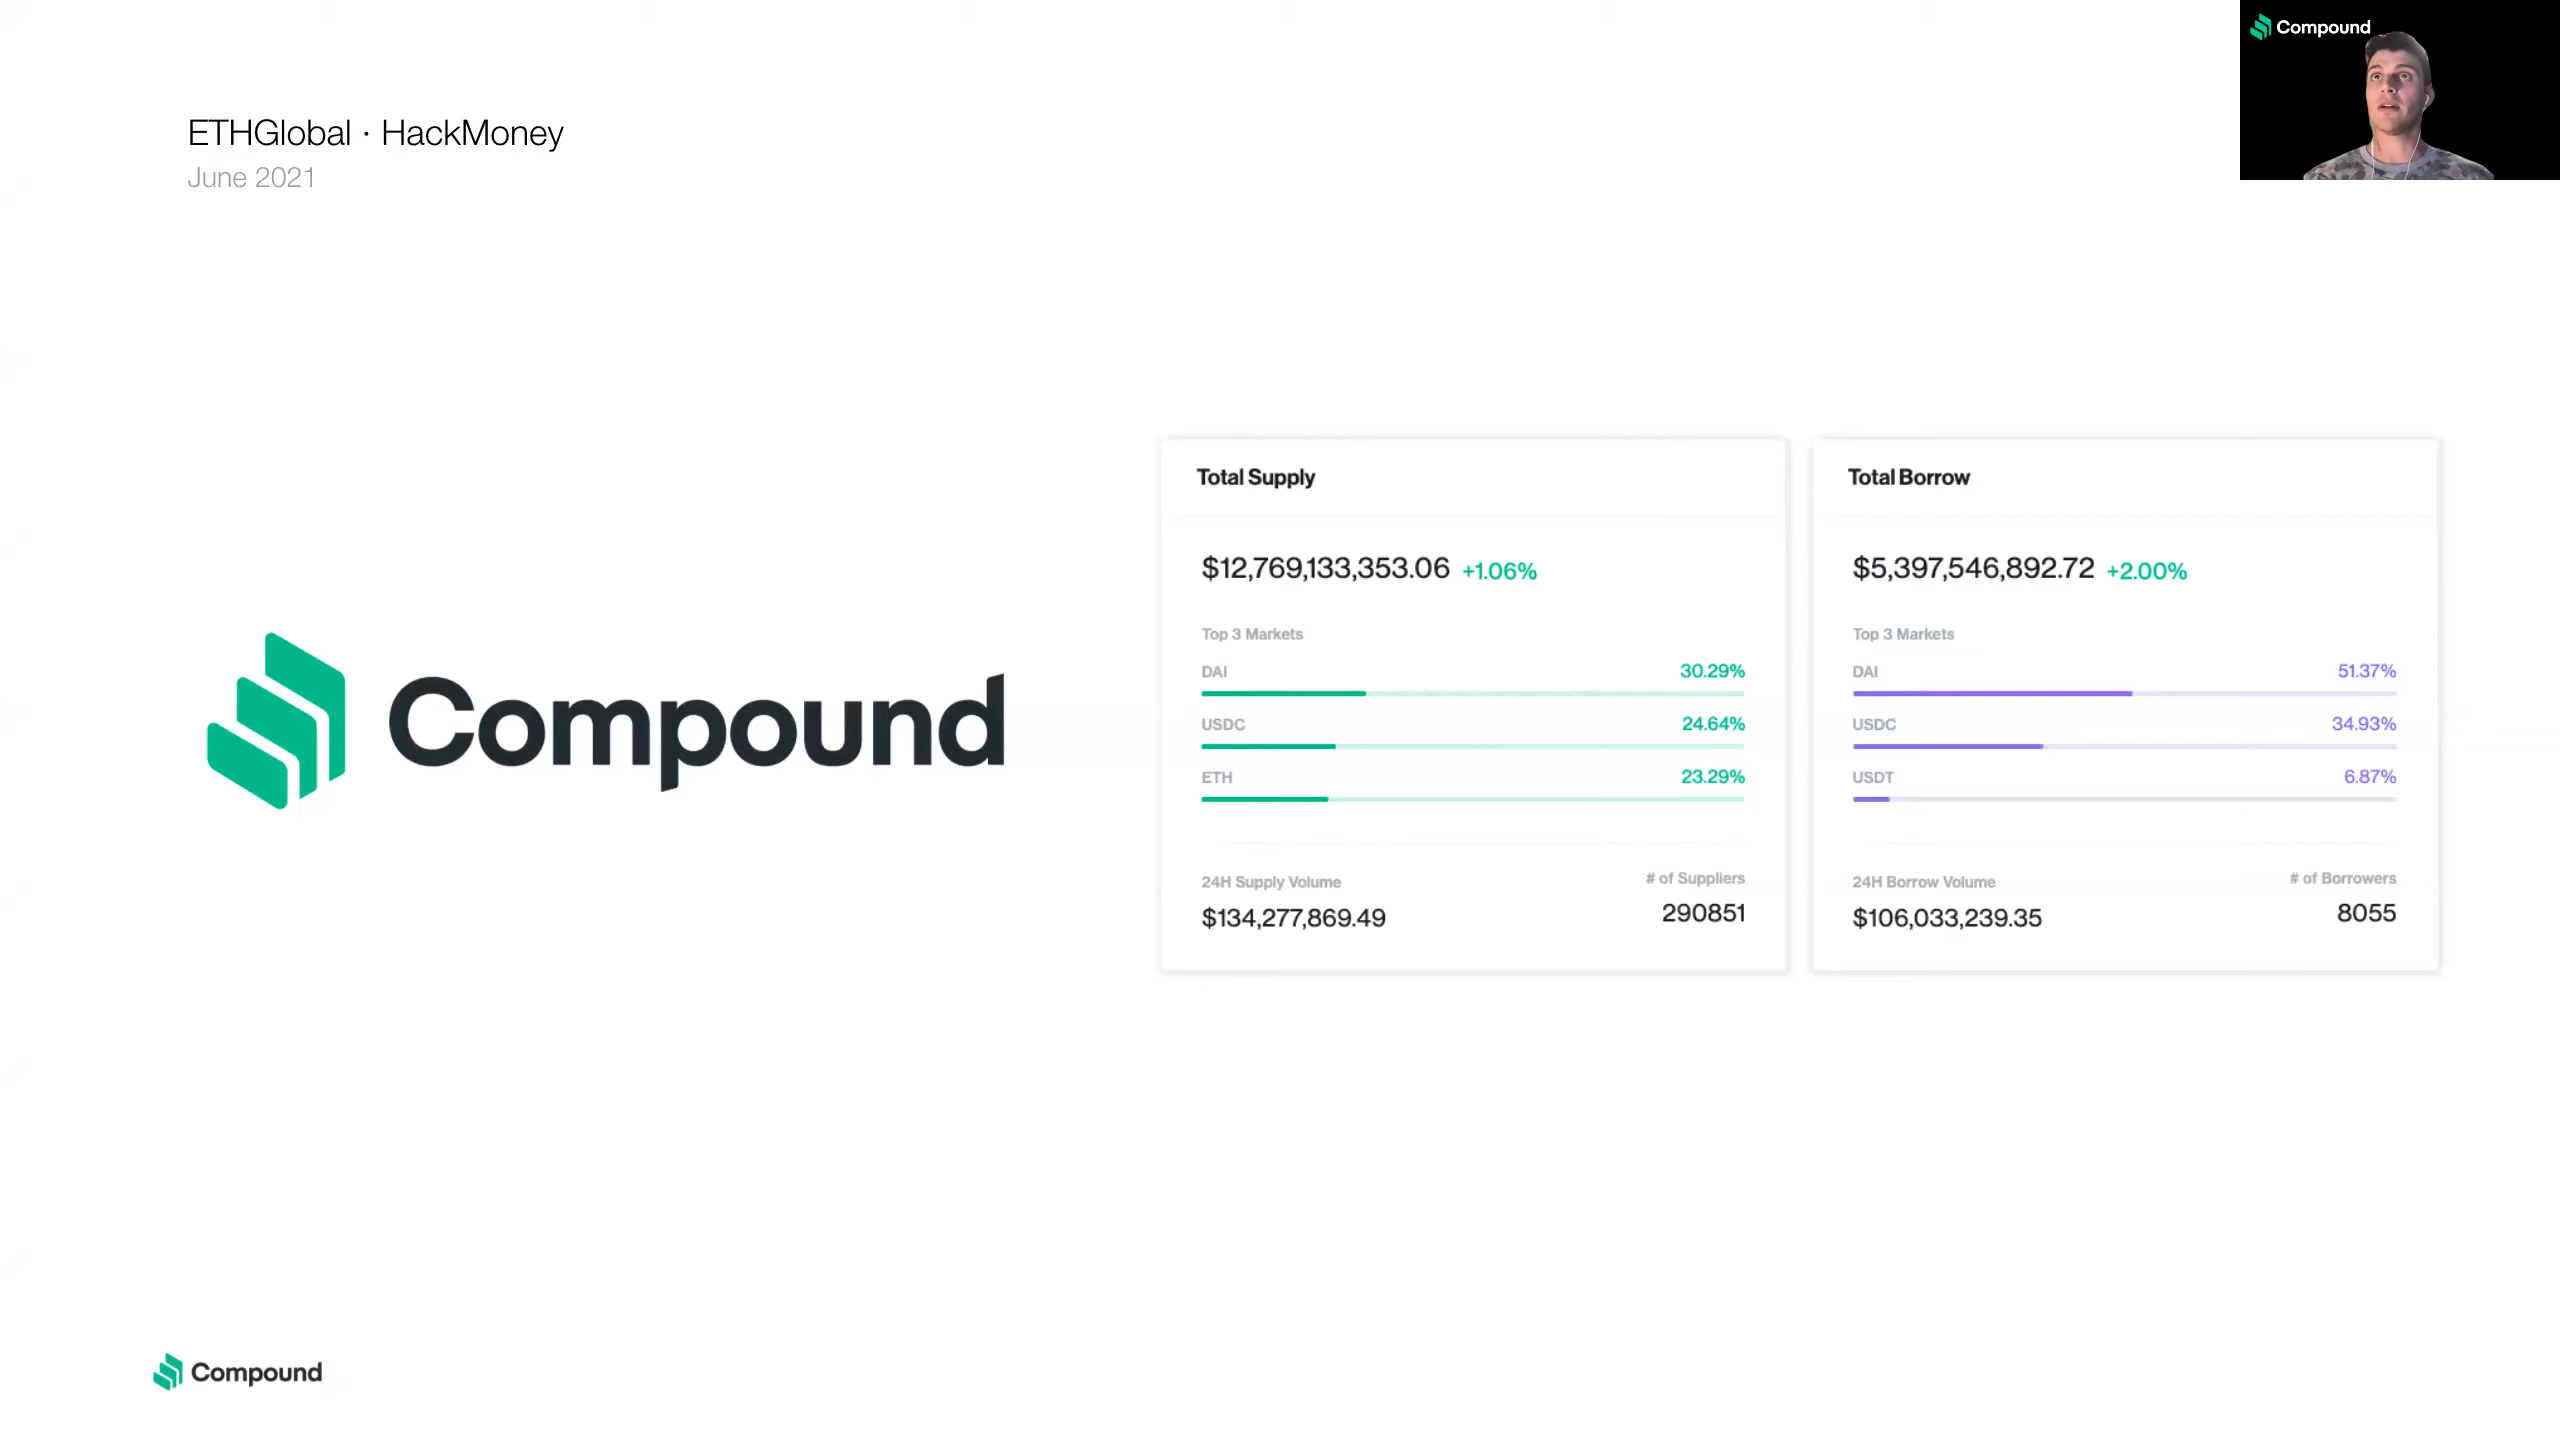 Compound
ETHGlobal · HackMoney
June 2021
Compound
Total Supply
$12,769,133,353.06 +1.06%
Top 3 Markets
DAI 30.29%
USDC 24.64%
ETH 23.29%
24H Supply Volume # of Suppliers
$134,277,869.49 290851
Total Borrow
$5,397,546,892.72 +2.00%
Top 3 Markets
DAI 51.37%
USDC 34.93%
USDT 6.87%
24H Borrow Volume # of Borrowers
$106,033,239.35 8055
Compound